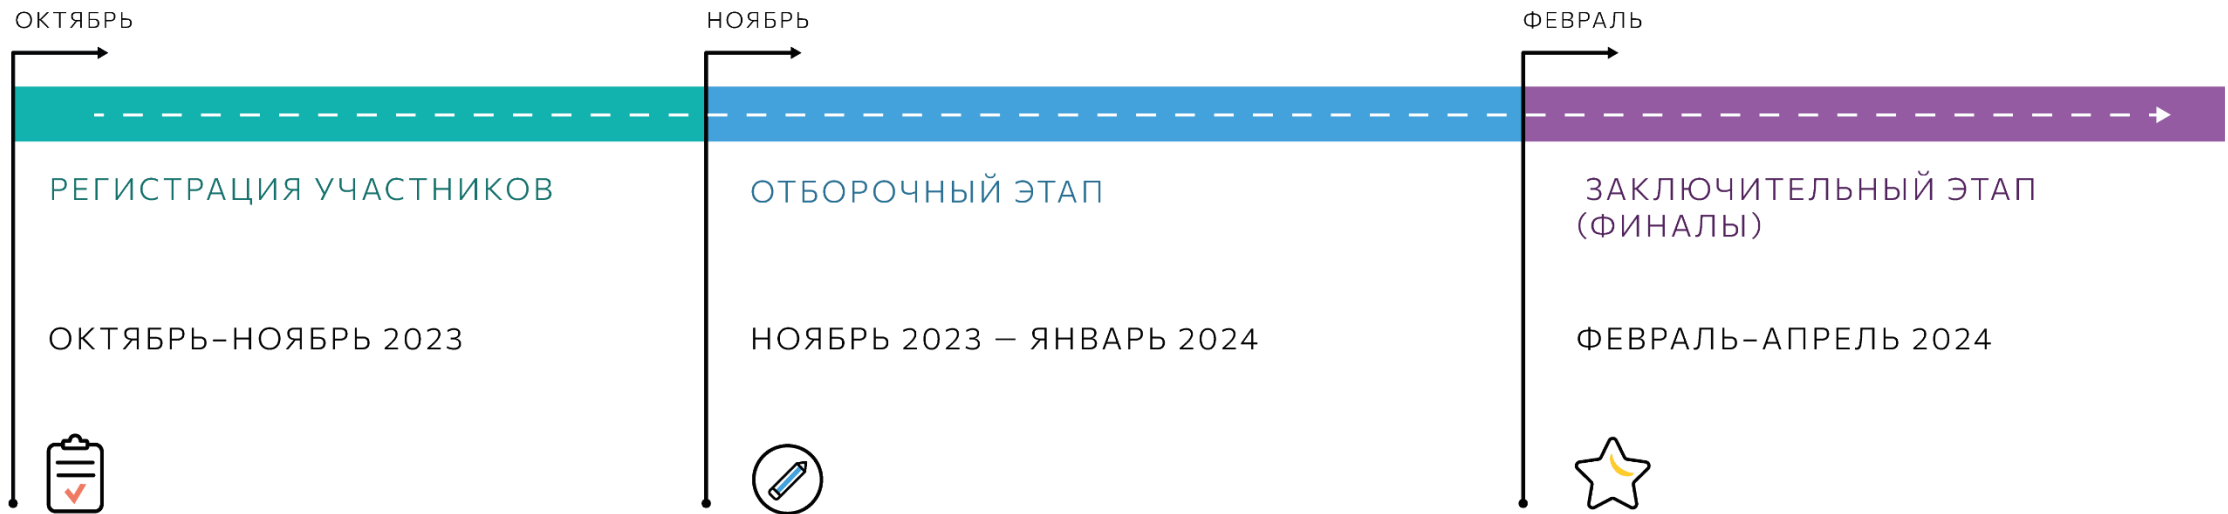 ОКТЯБРЬ
НОЯБРЬ
ФЕВРАЛЬ
РЕГИСТРАЦИЯ УЧАСТНИКОВ
ОТБОРОЧНЫЙ ЭТАП
ЗАКЛЮЧИТЕЛЬНЫЙ ЭТАП
(ФИНАЛЫ)
ОКТЯБРЬ–НОЯБРЬ 2023
НОЯБРЬ 2023 — ЯНВАРЬ 2024
ФЕВРАЛЬ–АПРЕЛЬ 2024